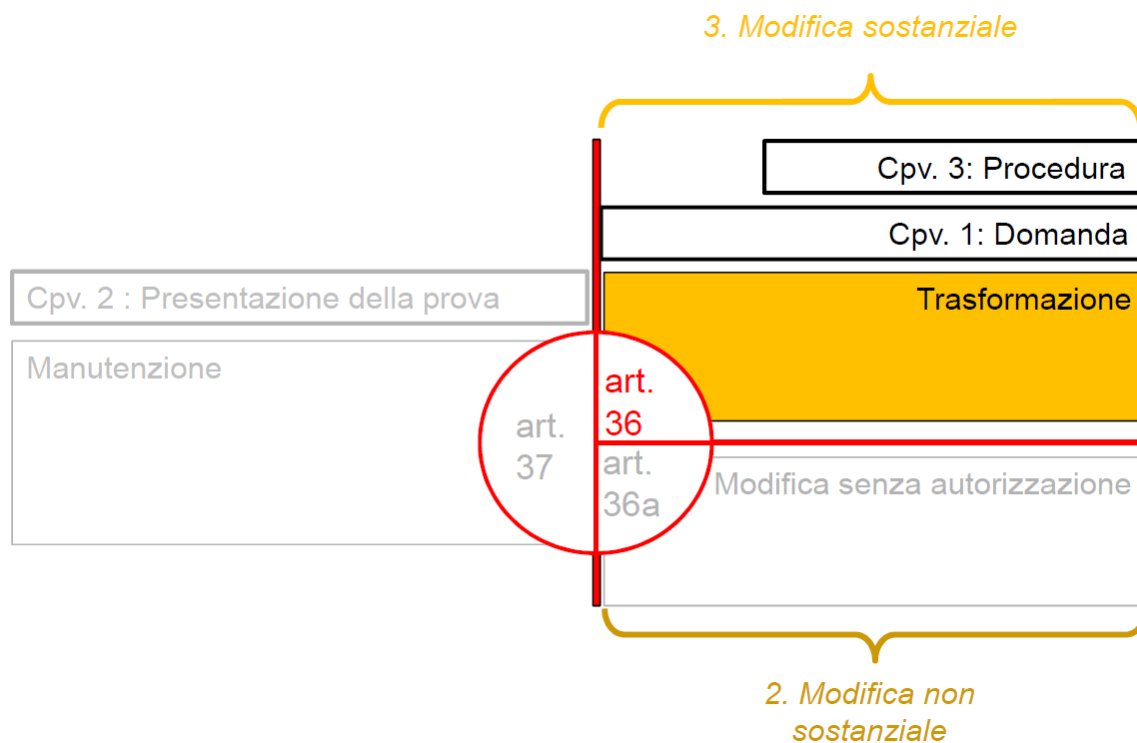 3. Modifica sostanziale
Cpv. 3: Procedura
Cpv. 1: Domanda
Cpv. 2 : Presentazione della prova
Trasformazione
Manutenzione
art.
36
art.
37
art.
36a
Modifica senza autorizzazione
2. Modifica non
sostanziale